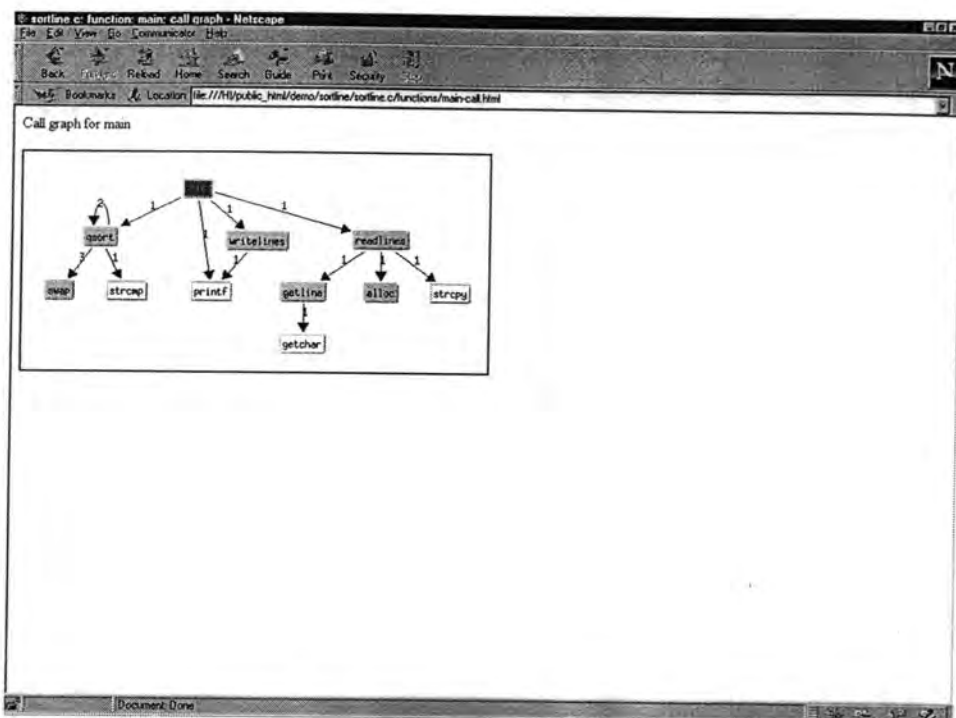 sortline.c: function: main: call graph - Netscape
File Edit View Go Communicator Help
Back Reload Home Search Guide Print Security Stop
Bookmarks Location file:///H|/public_html/demo/sortline/sortline.c/functions/main-call.html
N
Call graph for main
2 1 1 1 1
qsort writelines readlines
3 1 1 1 1 1
swap strcmp printf getline alloc strcpy
1
getchar
Document: Done